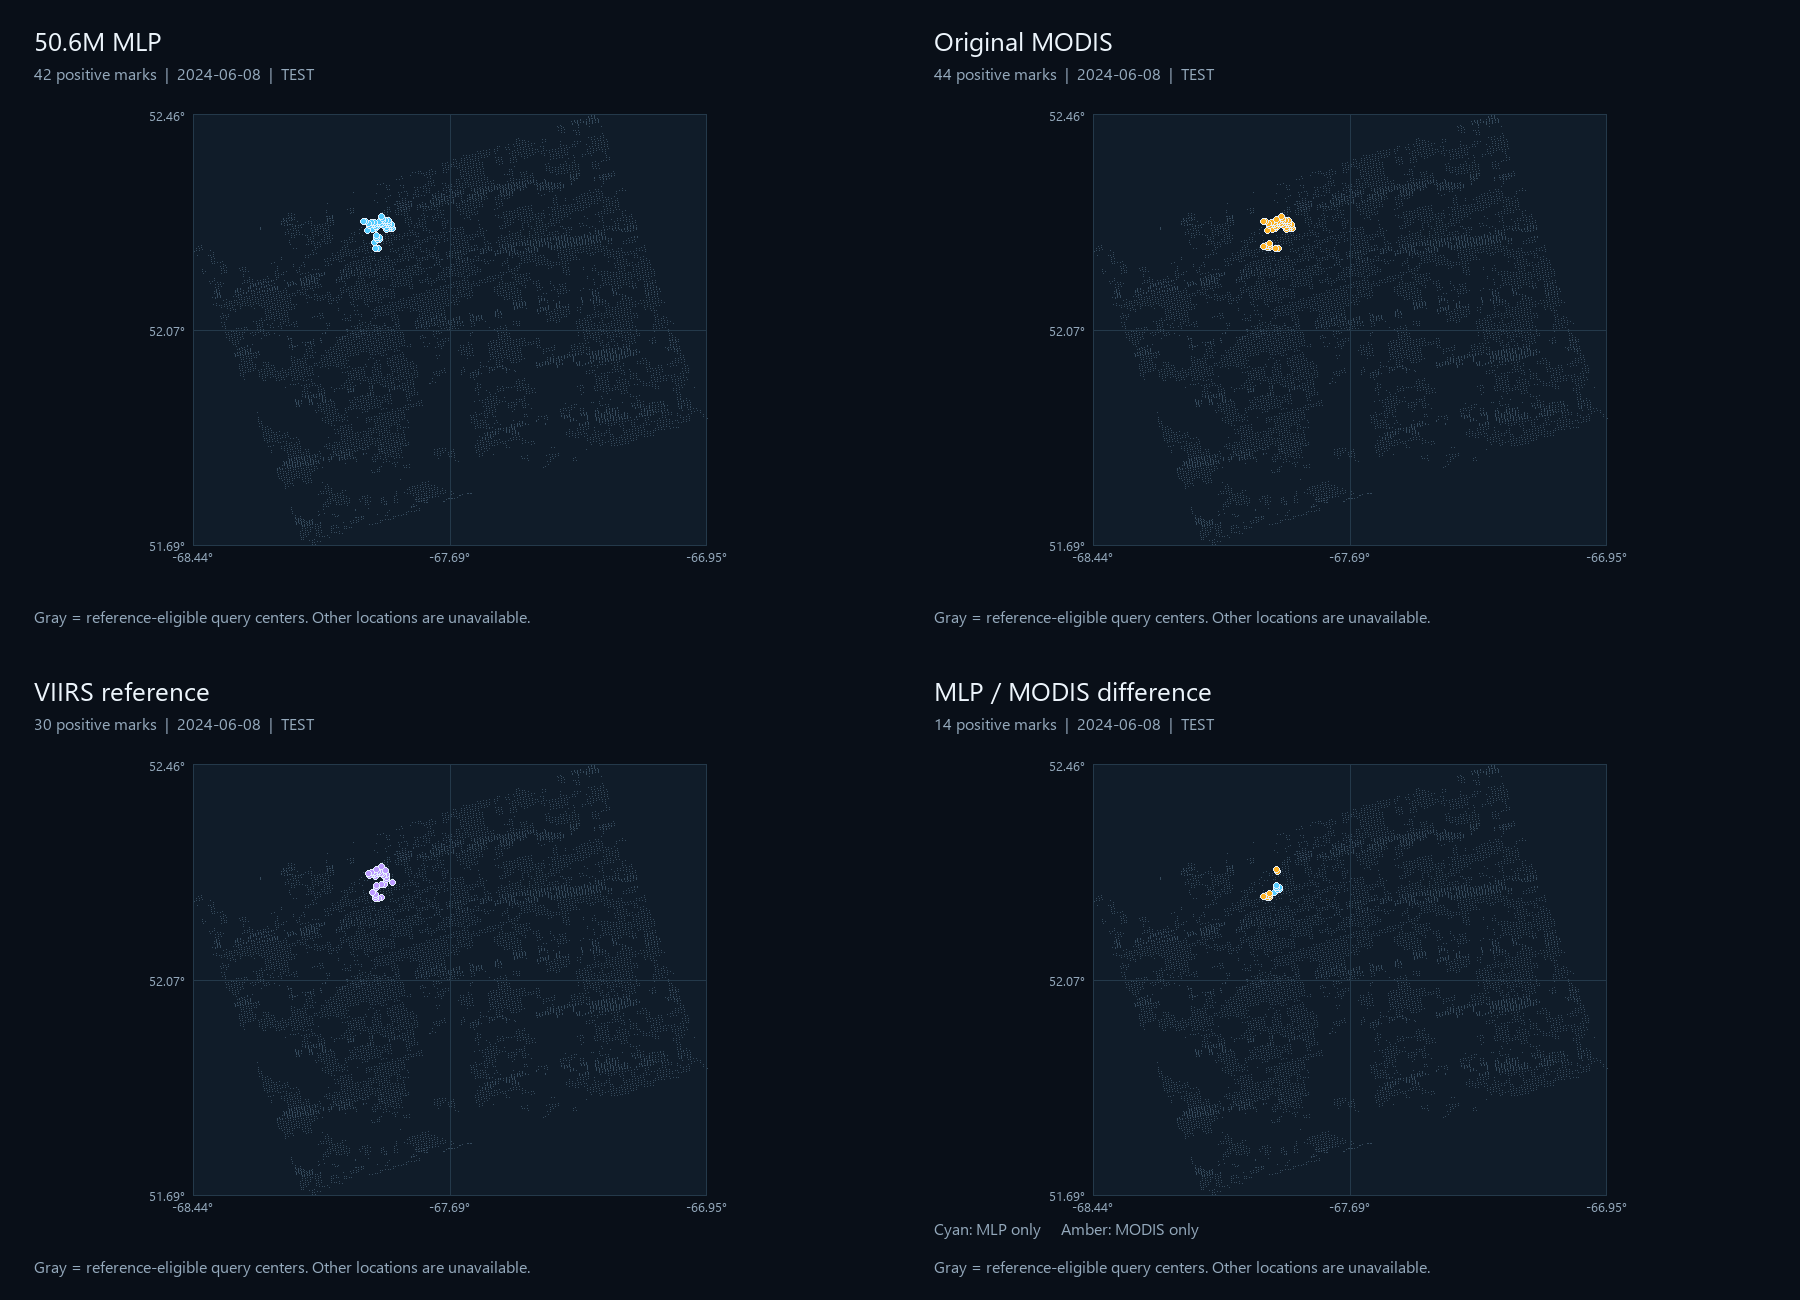 50.6M MLP
42 positive marks | 2024-06-08 | TEST
52.46°
52.07°
51.69°
-68.44°
-67.69°
-66.95°
Gray = reference-eligible query centers. Other locations are unavailable.
Original MODIS
44 positive marks | 2024-06-08 | TEST
52.46°
52.07°
51.69°
-68.44°
-67.69°
-66.95°
Gray = reference-eligible query centers. Other locations are unavailable.
VIIRS reference
30 positive marks | 2024-06-08 | TEST
52.46°
52.07°
51.69°
-68.44°
-67.69°
-66.95°
Gray = reference-eligible query centers. Other locations are unavailable.
MLP / MODIS difference
14 positive marks | 2024-06-08 | TEST
52.46°
52.07°
51.69°
-68.44°
-67.69°
-66.95°
Cyan: MLP only Amber: MODIS only
Gray = reference-eligible query centers. Other locations are unavailable.